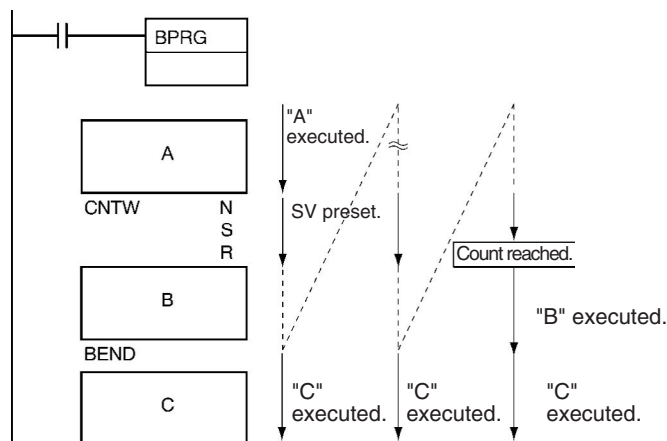 BPRG
"A"
executed.
A
CNTW N
S
R
SV preset.
Count reached.
B
"B" executed.
BEND
C
"C"
executed.
"C"
executed.
"C"
executed.